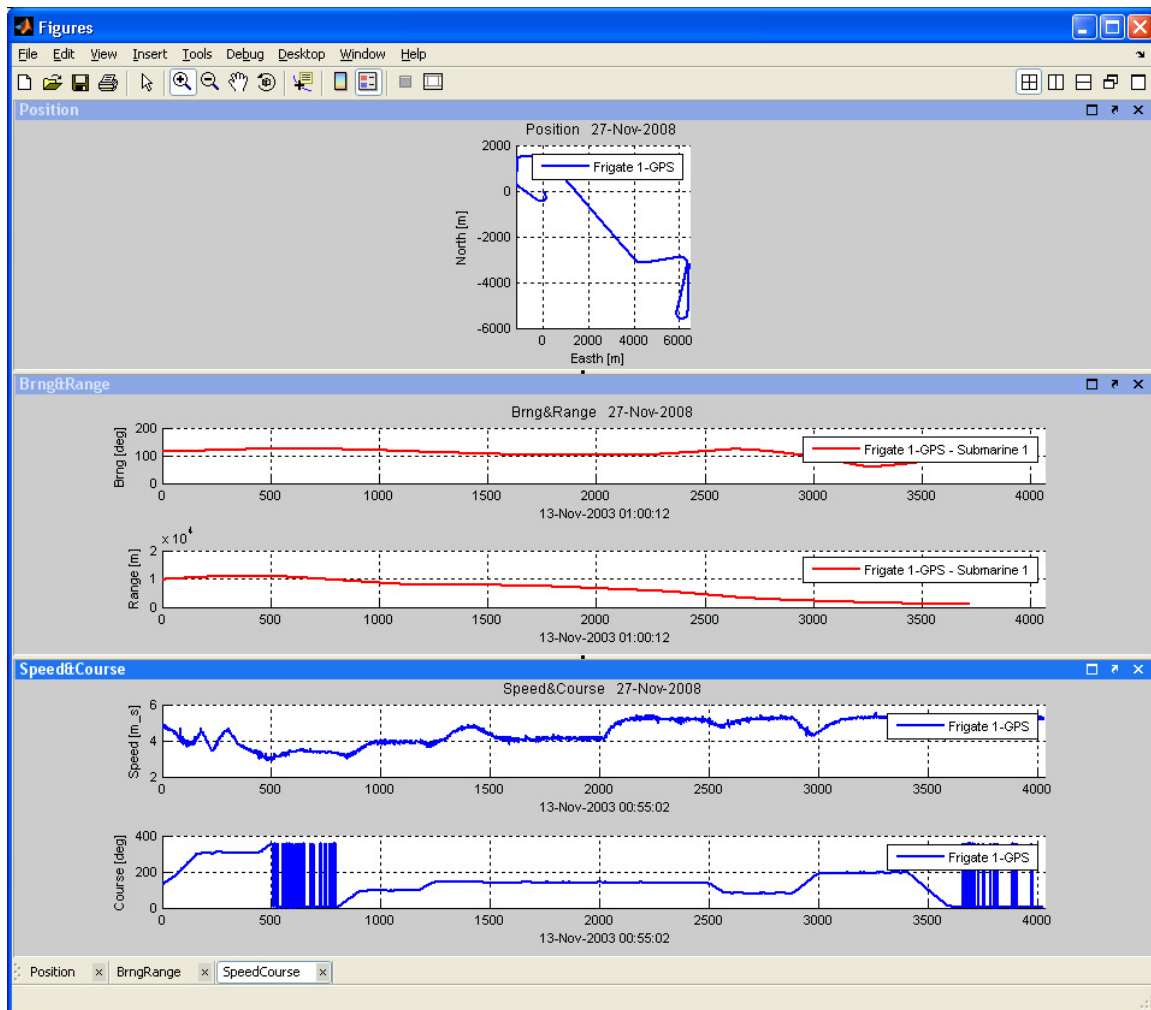 Figures
File Edit View Insert Tools Debug Desktop Window Help
Position
Position 27-Nov-2008
2000
0
-2000
-4000
-6000
North [m]
Frigate 1-GPS
0 2000 4000 6000
Easth [m]
Brng&Range
Brng&Range 27-Nov-2008
200
100
0
Brng [deg]
Frigate 1-GPS - Submarine 1
0 500 1000 1500 2000 2500 3000 3500 4000
13-Nov-2003 01:00:12
x 10^4
2
1
0
Range [m]
Frigate 1-GPS - Submarine 1
0 500 1000 1500 2000 2500 3000 3500 4000
13-Nov-2003 01:00:12
Speed&Course
Speed&Course 27-Nov-2008
6
4
2
Speed [m_s]
Frigate 1-GPS
0 500 1000 1500 2000 2500 3000 3500 4000
13-Nov-2003 00:55:02
400
200
0
Course [deg]
Frigate 1-GPS
0 500 1000 1500 2000 2500 3000 3500 4000
13-Nov-2003 00:55:02
Position BrngRange SpeedCourse